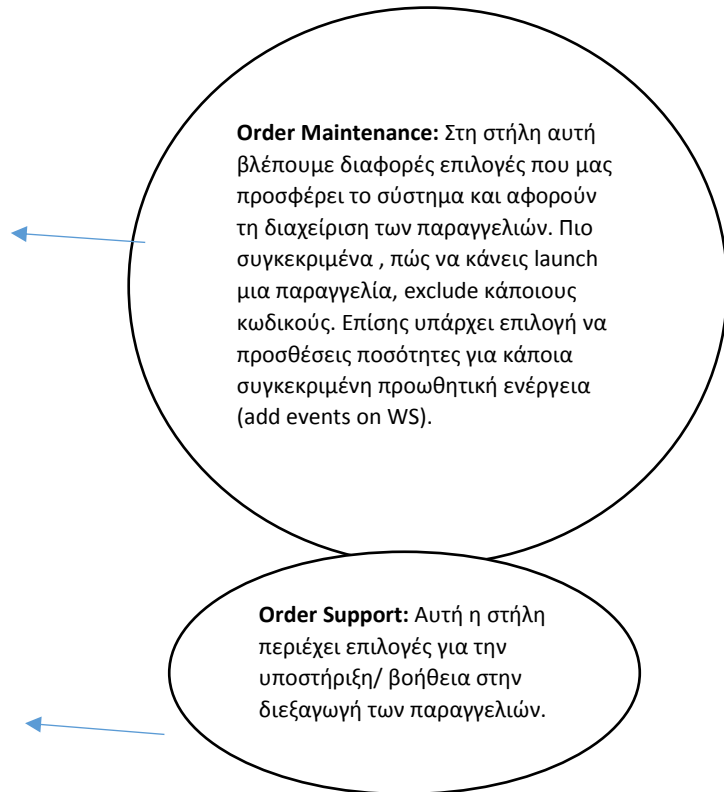 Order Maintenance: Στη στήλη αυτή
βλέπουμε διαφορές επιλογές που μας
προσφέρει το σύστημα και αφορούν
τη διαχείριση των παραγγελιών. Πιο
συγκεκριμένα , πώς να κάνεις launch
μια παραγγελία, exclude κάποιους
κωδικούς. Επίσης υπάρχει επιλογή να
προσθέσεις ποσότητες για κάποια
συγκεκριμένη προωθητική ενέργεια
(add events on WS).
Order Support: Αυτή η στήλη
περιέχει επιλογές για την
υποστήριξη/ βοήθεια στην
διεξαγωγή των παραγγελιών.